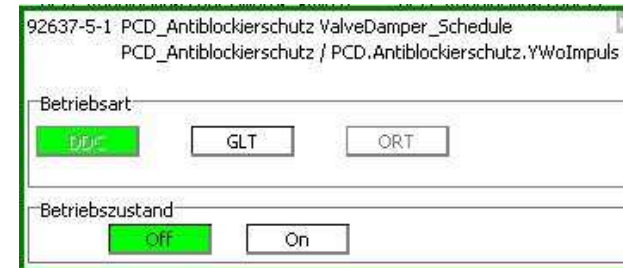 92637-5-1 PCD_Antiblockierschutz ValveDamper_Schedule
PCD_Antiblockierschutz / PCD.Antiblockierschutz.YWoImpuls
Betriebsart
DDC GLT ORT
Betriebszustand
Off On